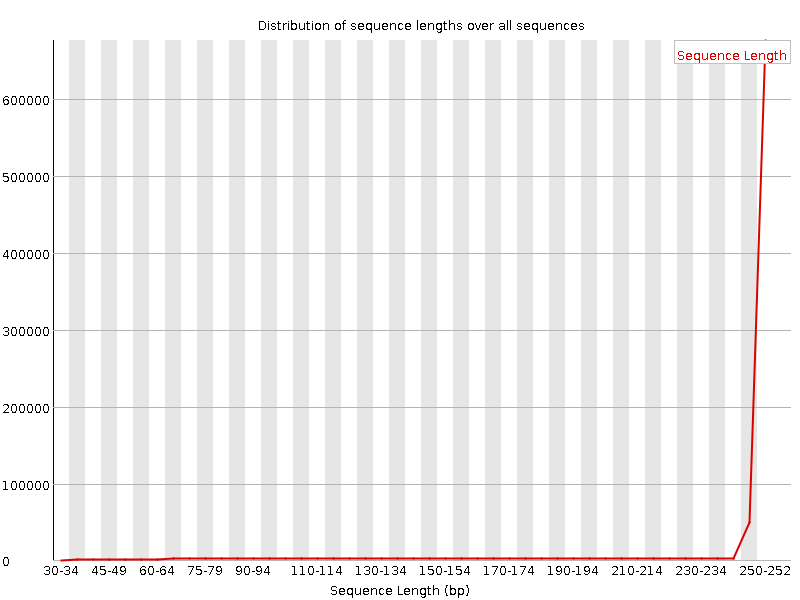 Distribution of sequence lengths over all sequences
Sequence Length
600000
500000
400000
300000
200000
100000
0
30-34 45-49 60-64 75-79 90-94 110-114 130-134 150-154 170-174 190-194 210-214 230-234 250-252
Sequence Length (bp)